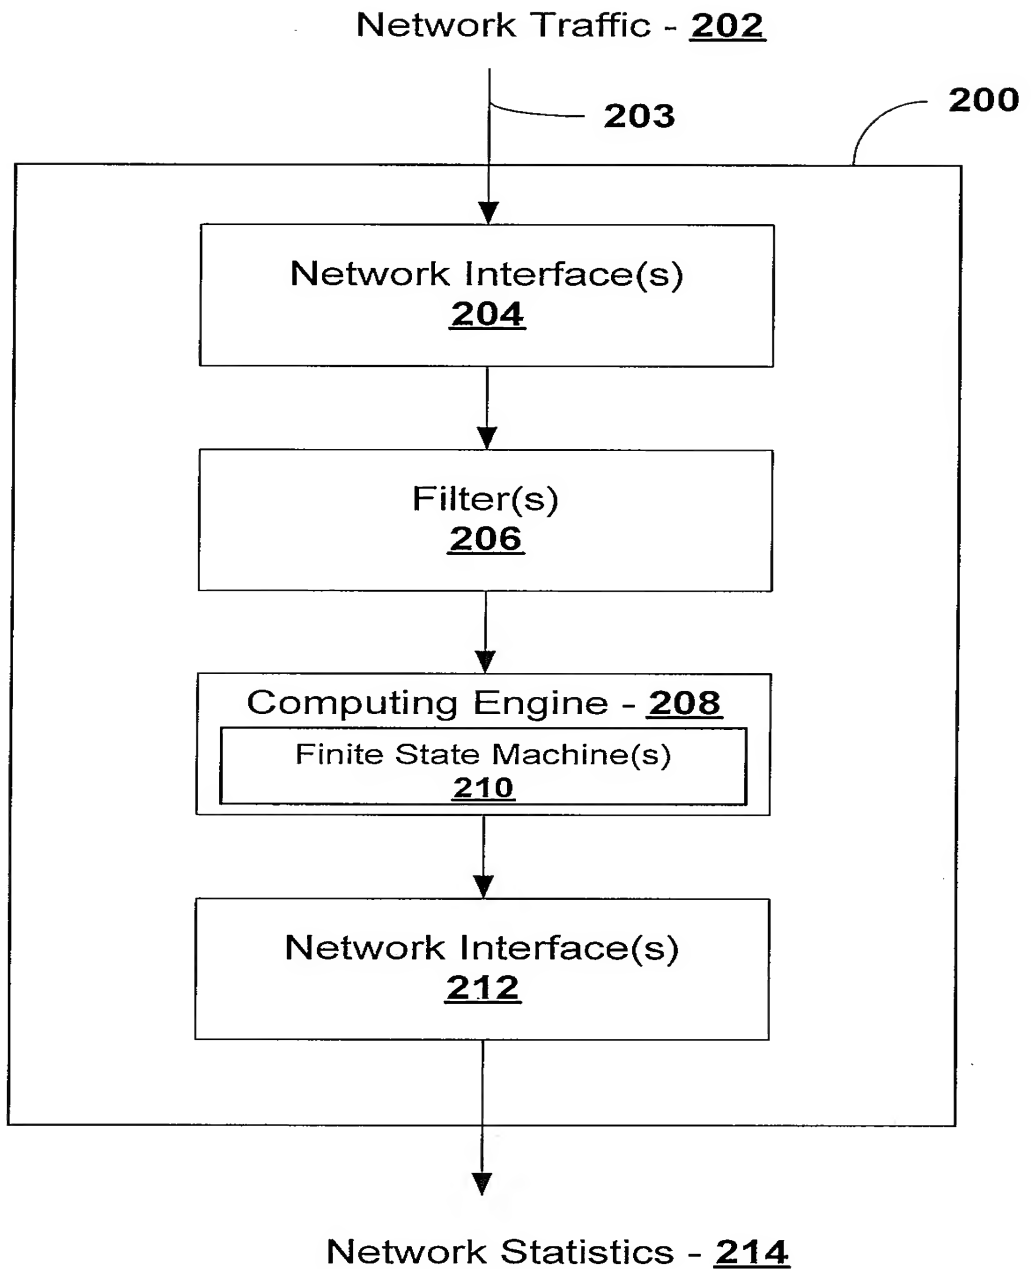 Network Traffic - 202
203
200
Network Interface(s)
204
Filter(s)
206
Computing Engine - 208
Finite State Machine(s)
210
Network Interface(s)
212
Network Statistics - 214